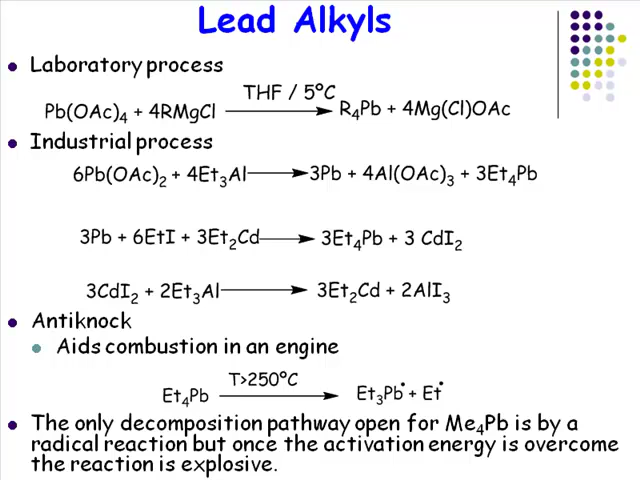 Lead Alkyls
Laboratory process
THF / 5°C
Pb(OAc)₄ + 4RMgCl ⟶ R₄Pb + 4Mg(Cl)OAc
Industrial process
6Pb(OAc)₂ + 4Et₃Al ⟶ 3Pb + 4Al(OAc)₃ + 3Et₄Pb
3Pb + 6EtI + 3Et₂Cd ⟶ 3Et₄Pb + 3 CdI₂
3CdI₂ + 2Et₃Al ⟶ 3Et₂Cd + 2AlI₃
Antiknock
Aids combustion in an engine
T>250°C
Et₄Pb ⟶ Et₃Pb• + Et•
The only decomposition pathway open for Me₄Pb is by a
radical reaction but once the activation energy is overcome
the reaction is explosive.